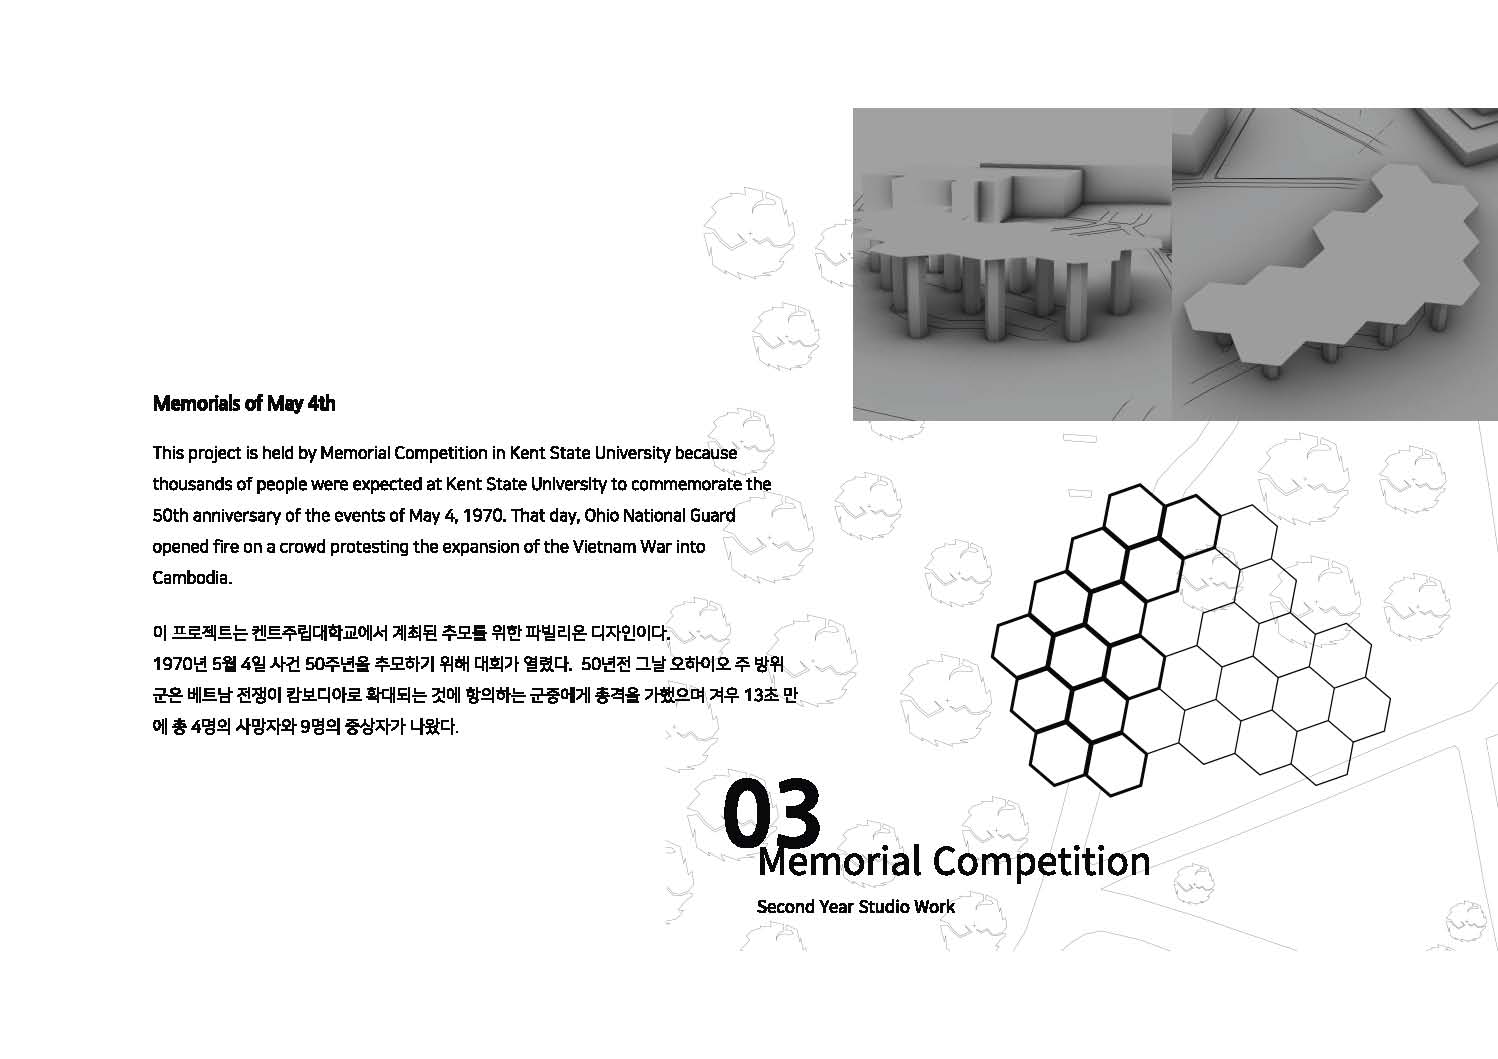 Memorials of May 4th
This project is held by Memorial Competition in Kent State University because
thousands of people were expected at Kent State University to commemorate the
50th anniversary of the events of May 4, 1970. That day, Ohio National Guard
opened fire on a crowd protesting the expansion of the Vietnam War into
Cambodia.
이 프로젝트는 켄트주립대학교에서 계최된 추모를 위한 파빌리온 디자인이다.
1970년 5월 4일 사건 50주년을 추모하기 위해 대회가 열렸다. 50년전 그날 오하이오 주 방위
군은 베트남 전쟁이 캄보디아로 확대되는 것에 항의하는 군중에게 총격을 가했으며 겨우 13초 만
에 총 4명의 사망자와 9명의 중상자가 나왔다.
03
Memorial Competition
Second Year Studio Work